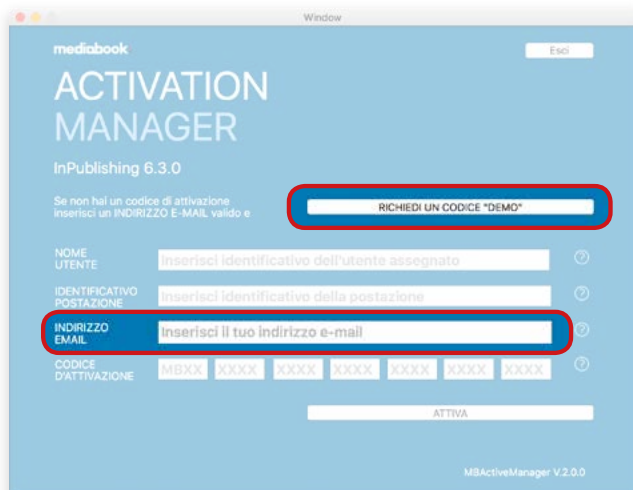 Window
mediabook
Esci
ACTIVATION
MANAGER
InPublishing 6.3.0
Se non hai un codice di attivazione
inserisci un INDIRIZZO E-MAIL valido e
RICHIEDI UN CODICE "DEMO"
NOME
UTENTE
Inserisci identificativo dell'utente assegnato
?
IDENTIFICATIVO
POSTAZIONE
Inserisci identificativo della postazione
?
INDIRIZZO
EMAIL
Inserisci il tuo indirizzo e-mail
?
CODICE
D'ATTIVAZIONE
MBXX XXXX XXXX XXXX XXXX XXXX XXXX
?
ATTIVA
MBActiveManager V.2.0.0